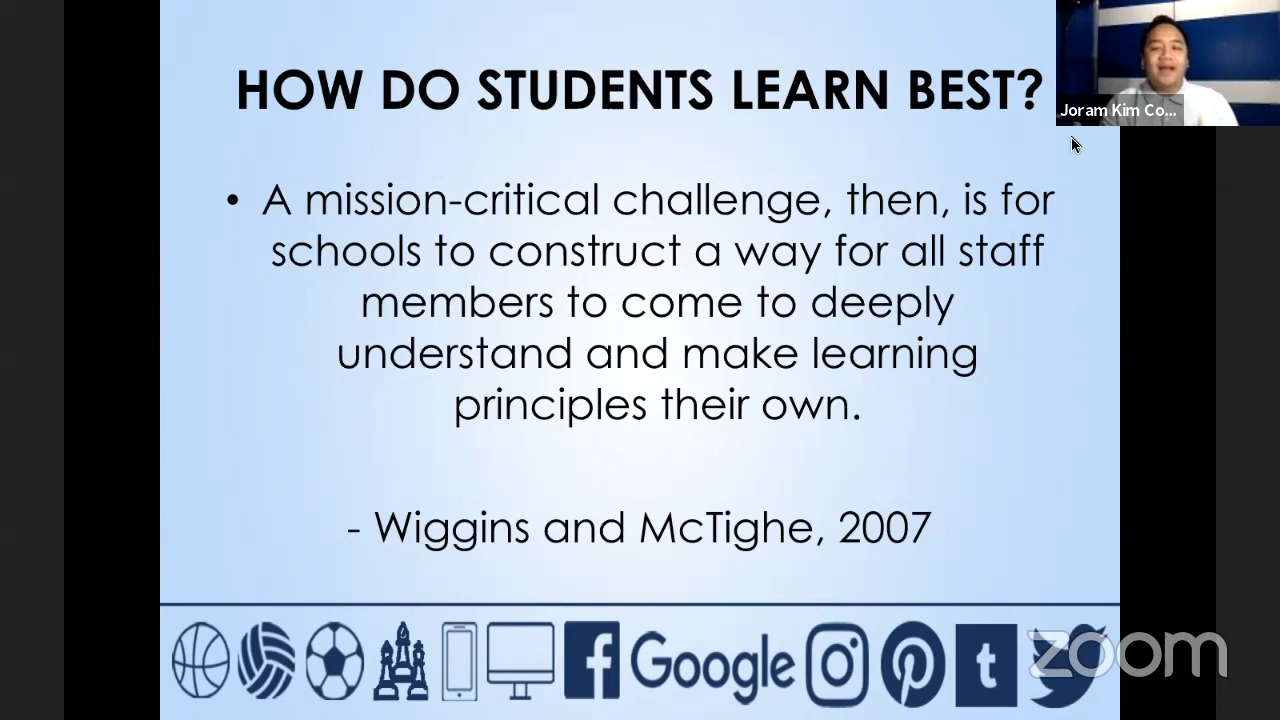 HOW DO STUDENTS LEARN BEST?
Joram Kim Co...
• A mission-critical challenge, then, is for
schools to construct a way for all staff
members to come to deeply
understand and make learning
principles their own.
- Wiggins and McTighe, 2007
f Google t
zoom